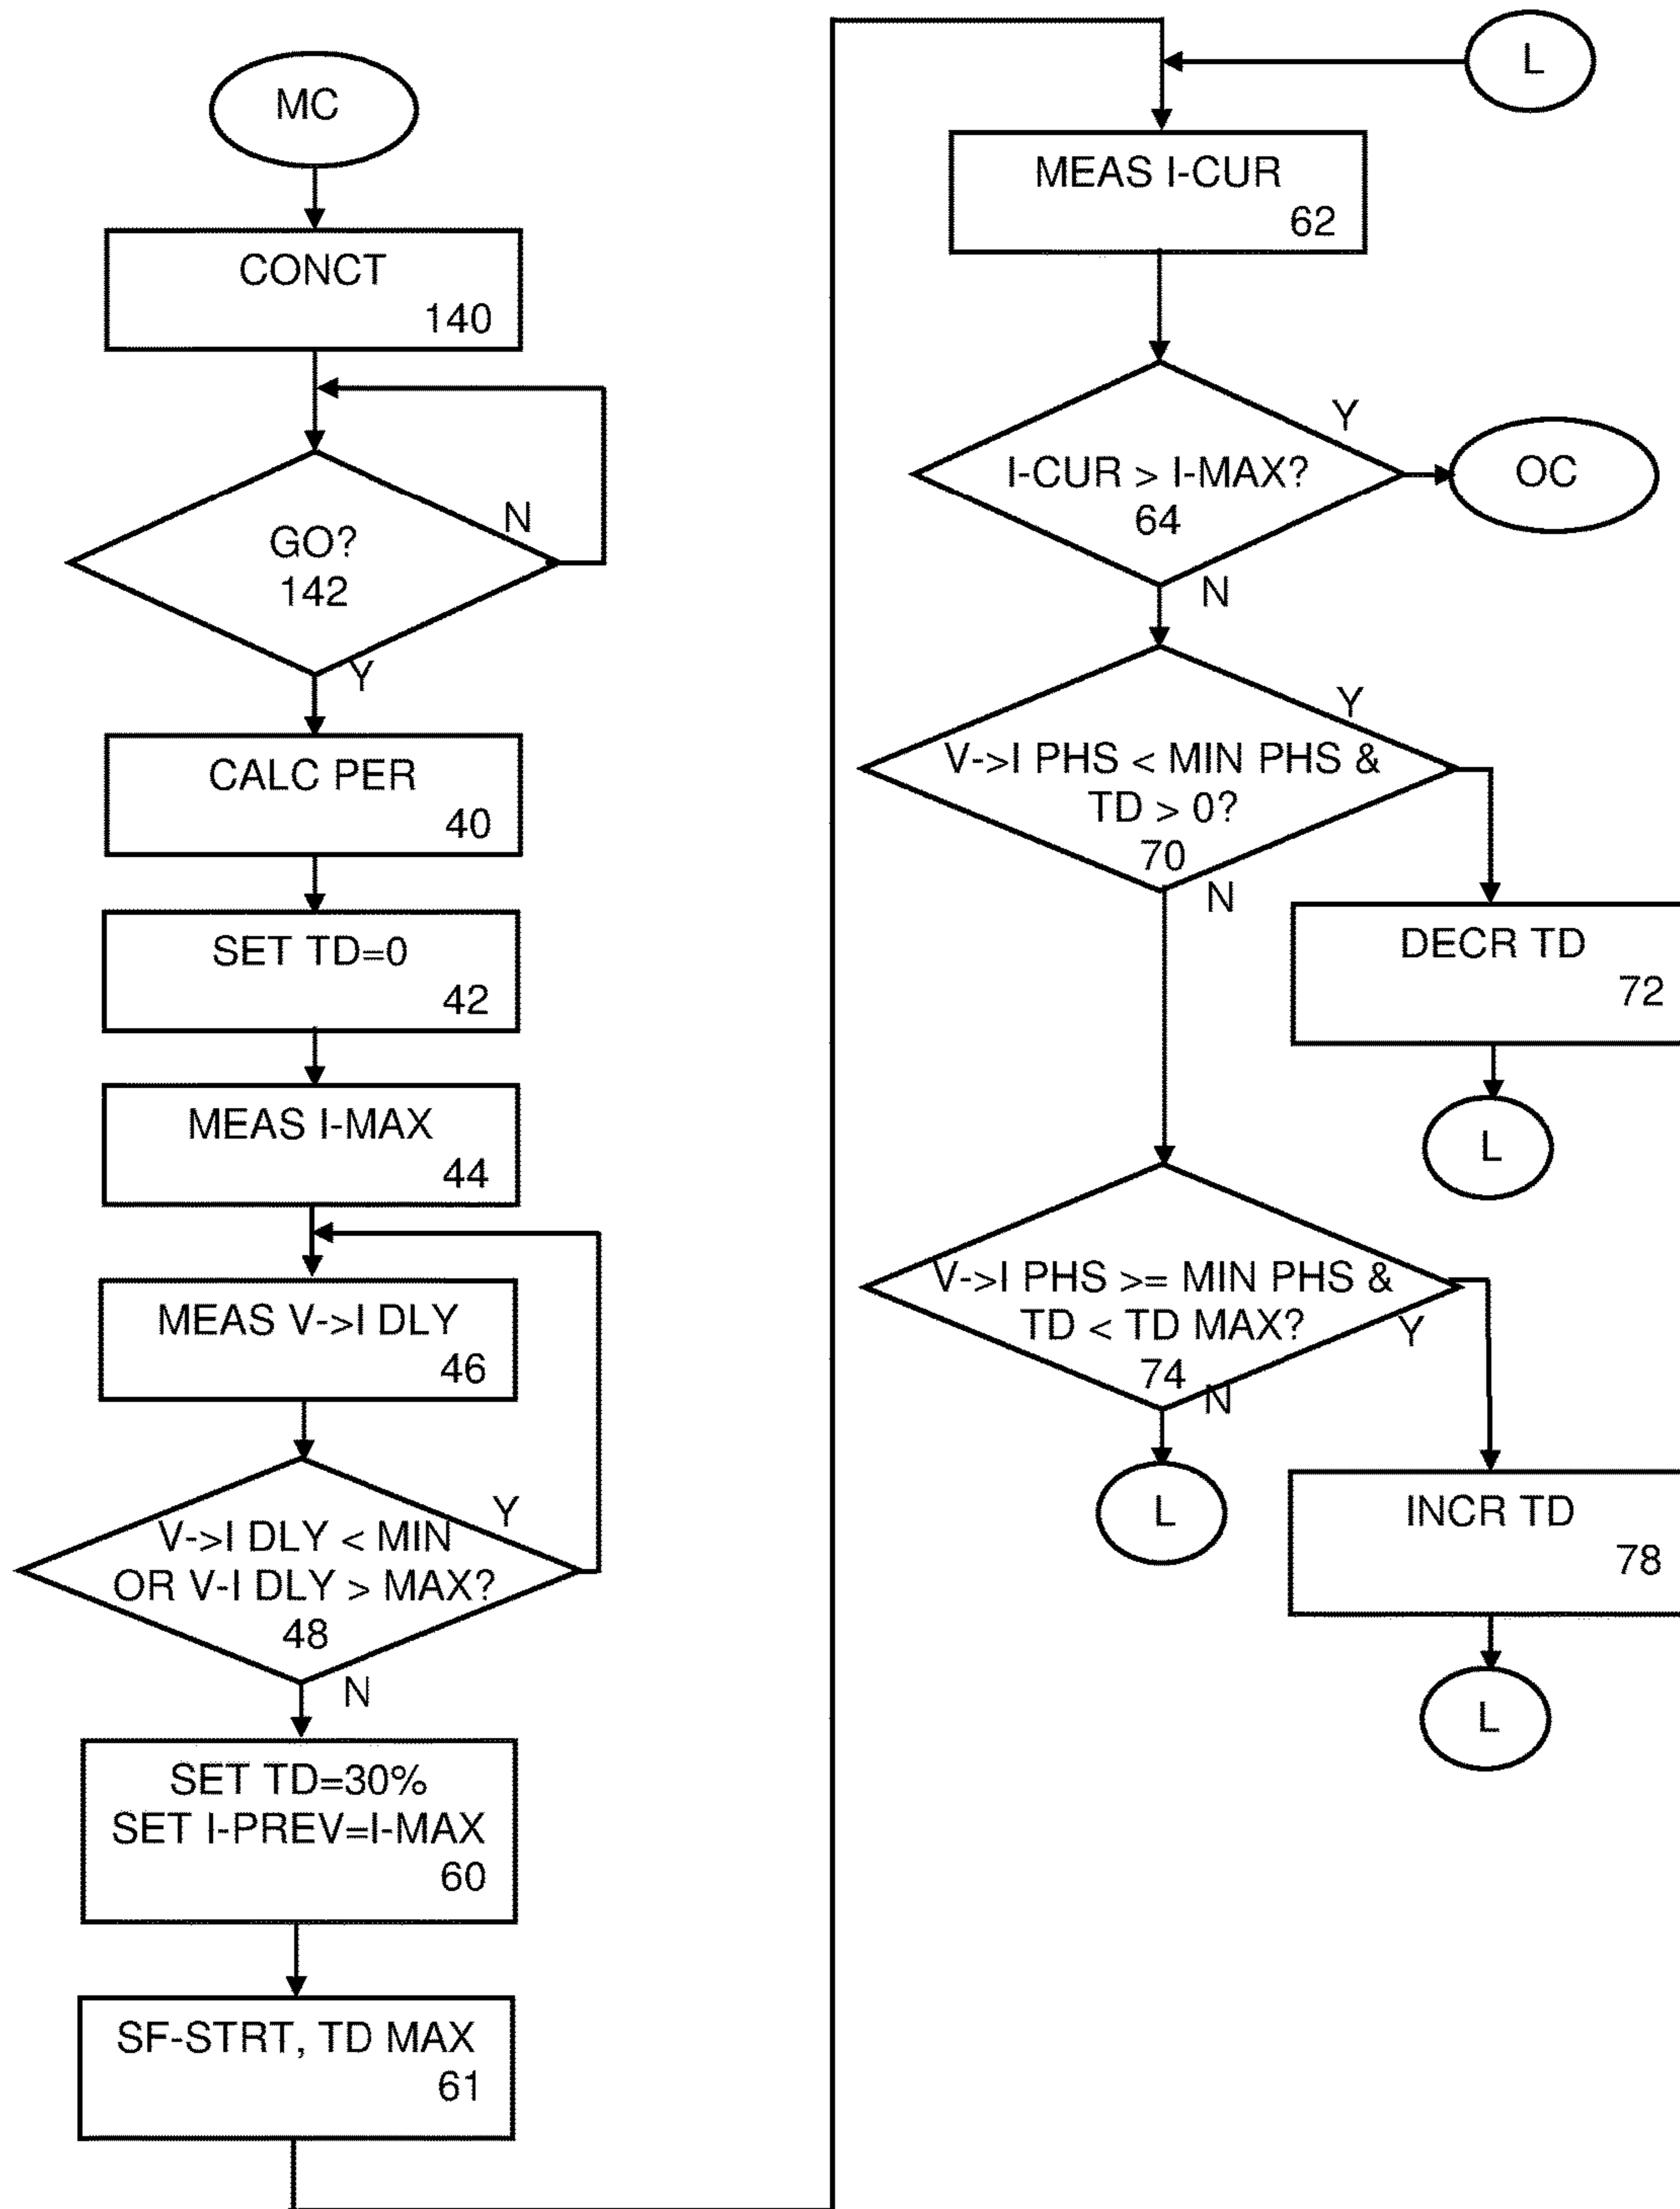 MC
CONCT
140
GO?
142
N
Y
CALC PER
40
SET TD=0
42
MEAS I-MAX
44
MEAS V->I DLY
46
V->I DLY < MIN
OR V-I DLY > MAX?
48
Y
N
SET TD=30%
SET I-PREV=I-MAX
60
SF-STRT, TD MAX
61
L
MEAS I-CUR
62
I-CUR > I-MAX?
64
Y
OC
N
V->I PHS < MIN PHS &
TD > 0?
70
Y
N
DECR TD
72
L
V->I PHS >= MIN PHS &
TD < TD MAX?
74
Y
N
L
INCR TD
78
L